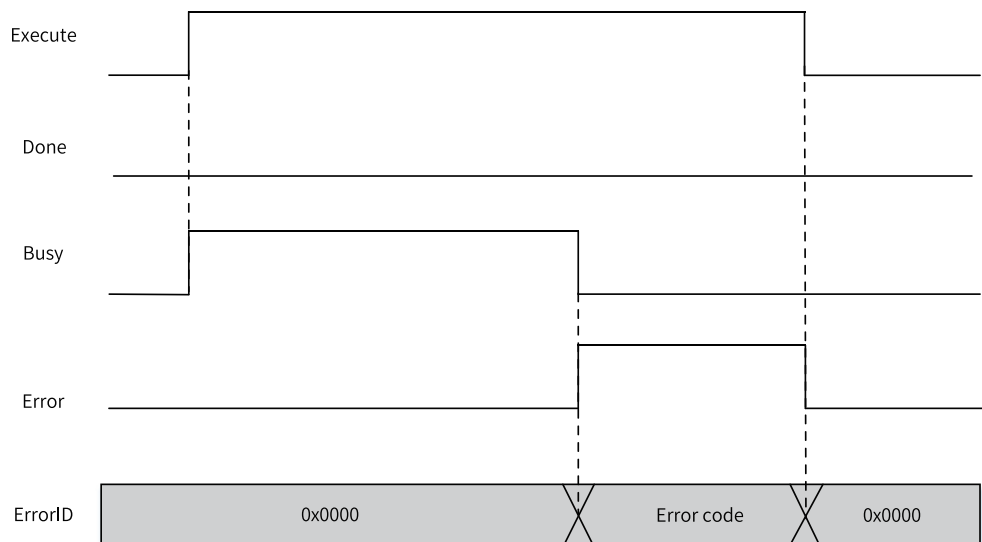 Execute
Done
Busy
Error
ErrorID 0x0000 Error code 0x0000